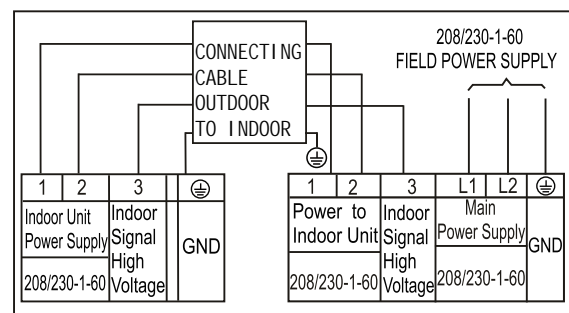 208/230-1-60
FIELD POWER SUPPLY
CONNECTING
CABLE
OUTDOOR
TO INDOOR
1 2 3
Indoor Unit
Power Supply
208/230-1-60
Indoor
Signal
High
Voltage
GND
1 2 3 L1 L2
Power to
Indoor Unit
208/230-1-60
Indoor
Signal
High
Voltage
Main
Power Supply
208/230-1-60
GND